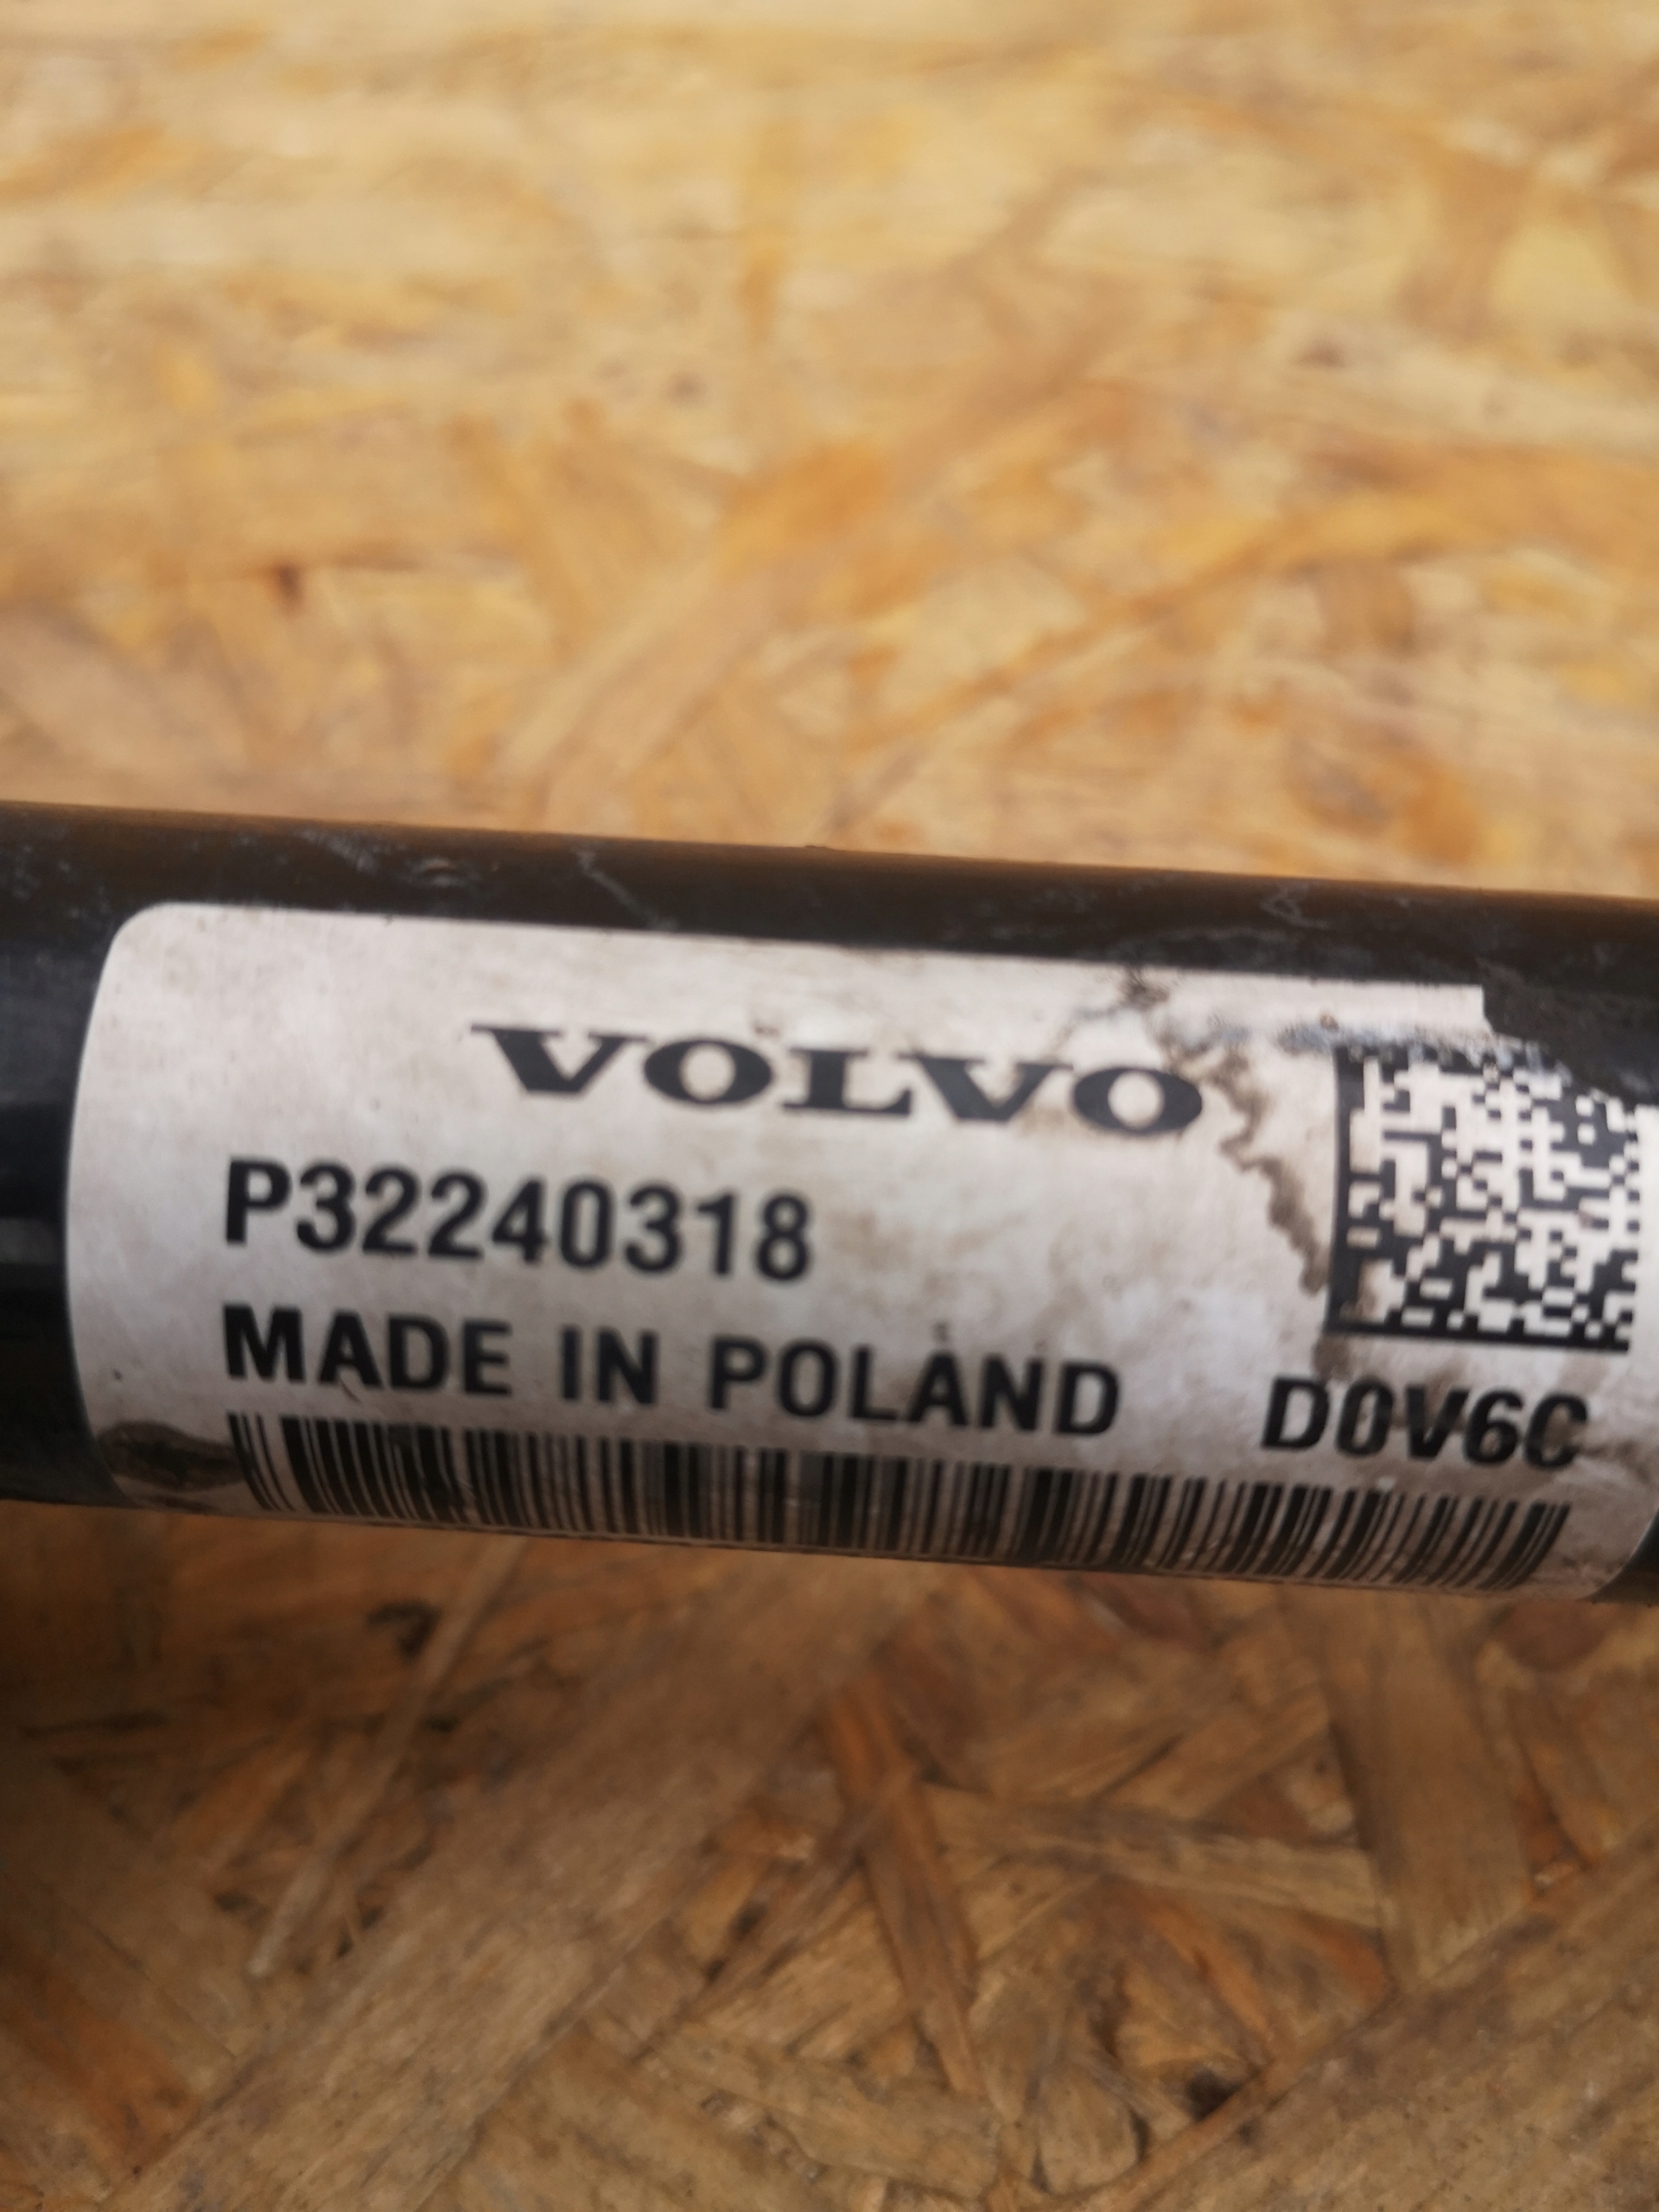 VOLVO
P32240318
MADE IN POLAND D0V6C